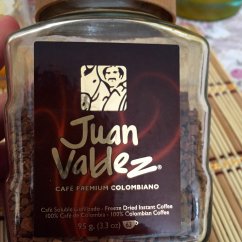 Juan
Valdez®
CAFÉ PREMIUM COLOMBIANO
Café Soluble Liofilizado - Freeze Dried Instant Coffee
100% Café de Colombia - 100% Colombian Coffee
95 g. (3.3 oz)